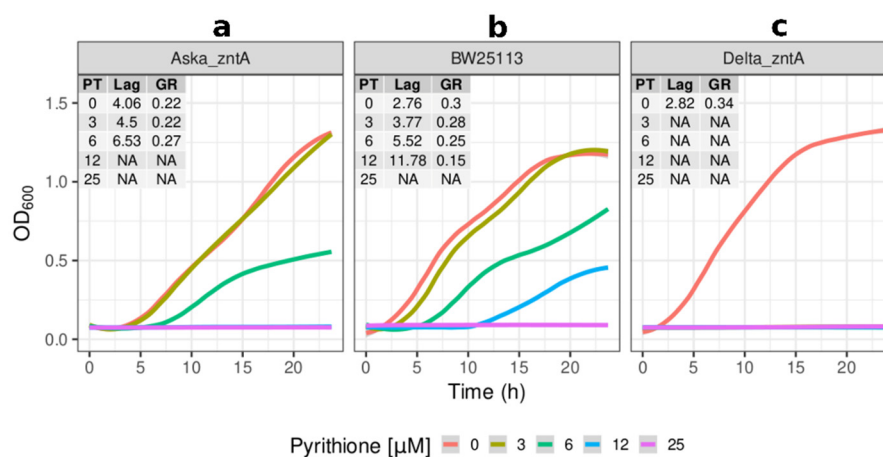 a b c
Aska_zntA BW25113 Delta_zntA
PT Lag GR PT Lag GR PT Lag GR
0 4.06 0.22 0 2.76 0.3 0 2.82 0.34
3 4.5 0.22 3 3.77 0.28 3 NA NA
6 6.53 0.27 6 5.52 0.25 6 NA NA
12 NA NA 12 11.78 0.15 12 NA NA
25 NA NA 25 NA NA 25 NA NA
1.5
1.0
0.5
0.0
OD600
0 5 10 15 20 0 5 10 15 20 0 5 10 15 20
Time (h)
Pyrithione [µM] 0 3 6 12 25